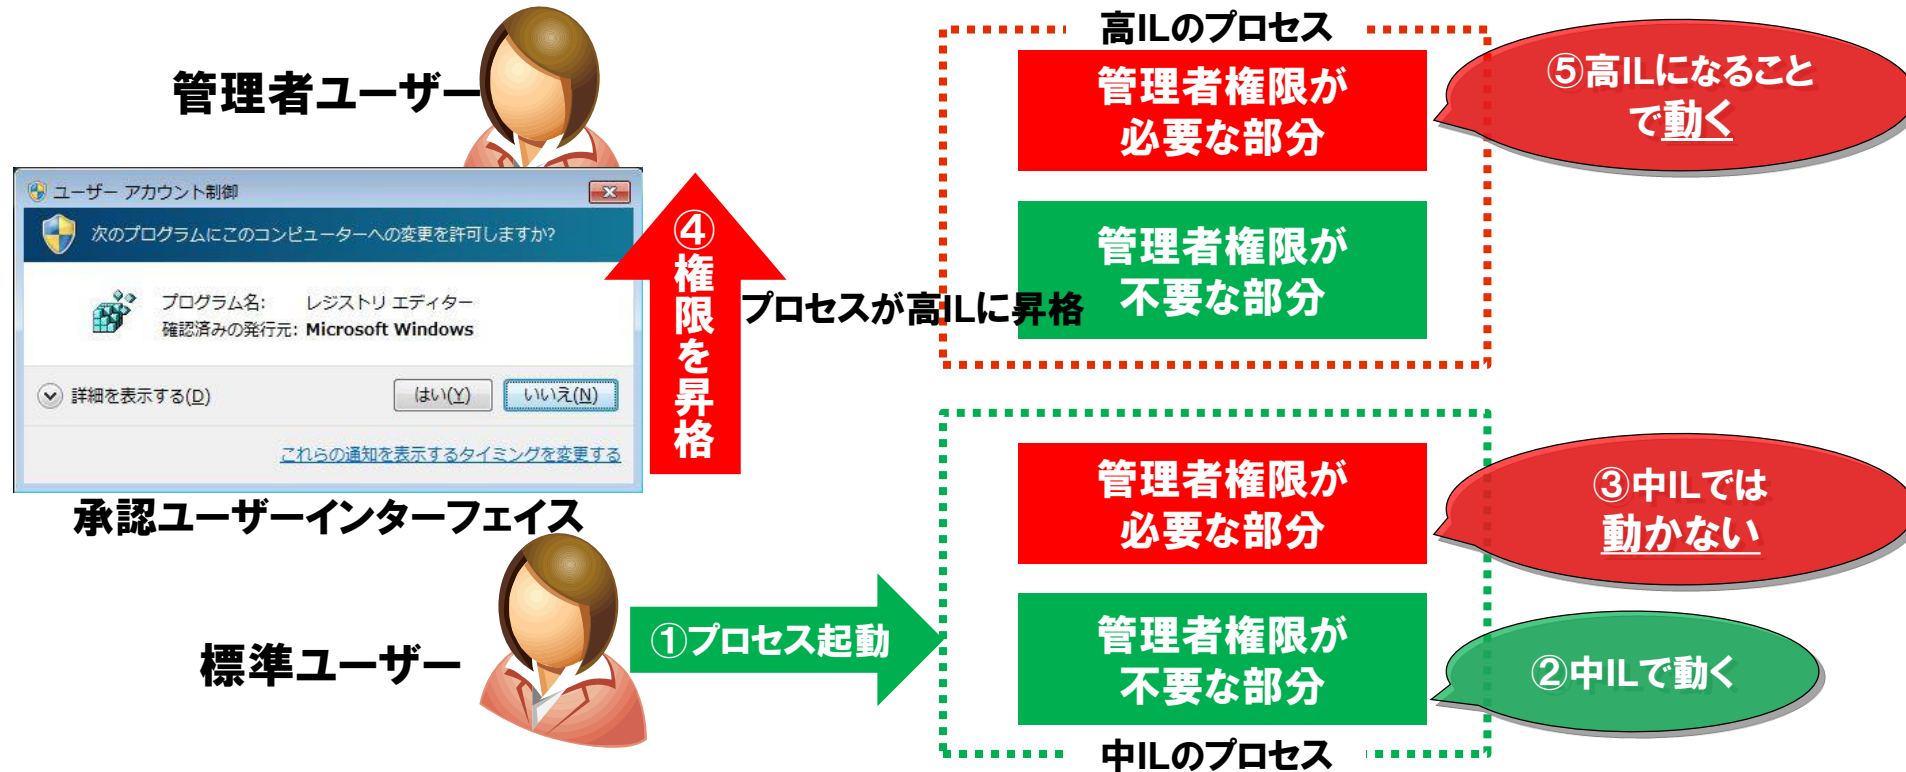 管理者ユーザー
ユーザー アカウント制御
次のプログラムにこのコンピューターへの変更を許可しますか?
プログラム名: レジストリ エディター
確認済みの発行元: Microsoft Windows
詳細を表示する(D)
はい(Y)
いいえ(N)
これらの通知を表示するタイミングを変更する
承認ユーザーインターフェイス
標準ユーザー
④権限を昇格
プロセスが高ILに昇格
①プロセス起動
高ILのプロセス
管理者権限が
必要な部分
管理者権限が
不要な部分
⑤高ILになること
で動く
管理者権限が
必要な部分
③中ILでは
動かない
管理者権限が
不要な部分
②中ILで動く
中ILのプロセス